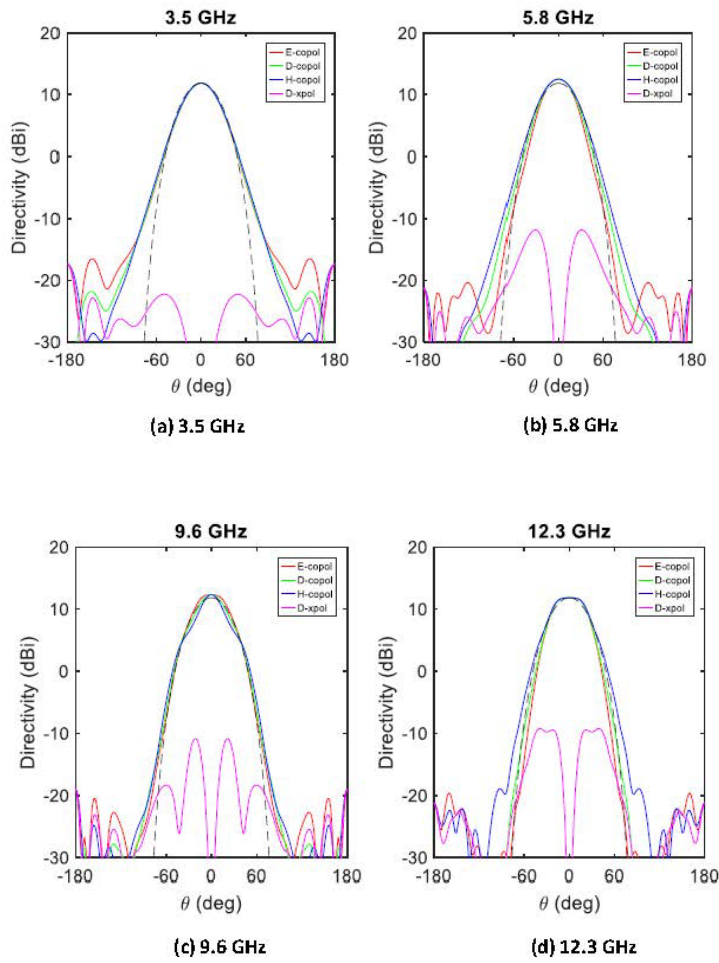 3.5 GHz
20
10
0
-10
-20
-30
-180
-60
0
60
180
Directivity (dBi)
θ (deg)
E-copol
D-copol
H-copol
D-xpol
(a) 3.5 GHz
5.8 GHz
20
10
0
-10
-20
-30
-180
-60
0
60
180
Directivity (dBi)
θ (deg)
E-copol
D-copol
H-copol
D-xpol
(b) 5.8 GHz
9.6 GHz
20
10
0
-10
-20
-30
-180
-60
0
60
180
Directivity (dBi)
θ (deg)
E-copol
D-copol
H-copol
D-xpol
(c) 9.6 GHz
12.3 GHz
20
10
0
-10
-20
-30
-180
-60
0
60
180
Directivity (dBi)
θ (deg)
E-copol
D-copol
H-copol
D-xpol
(d) 12.3 GHz